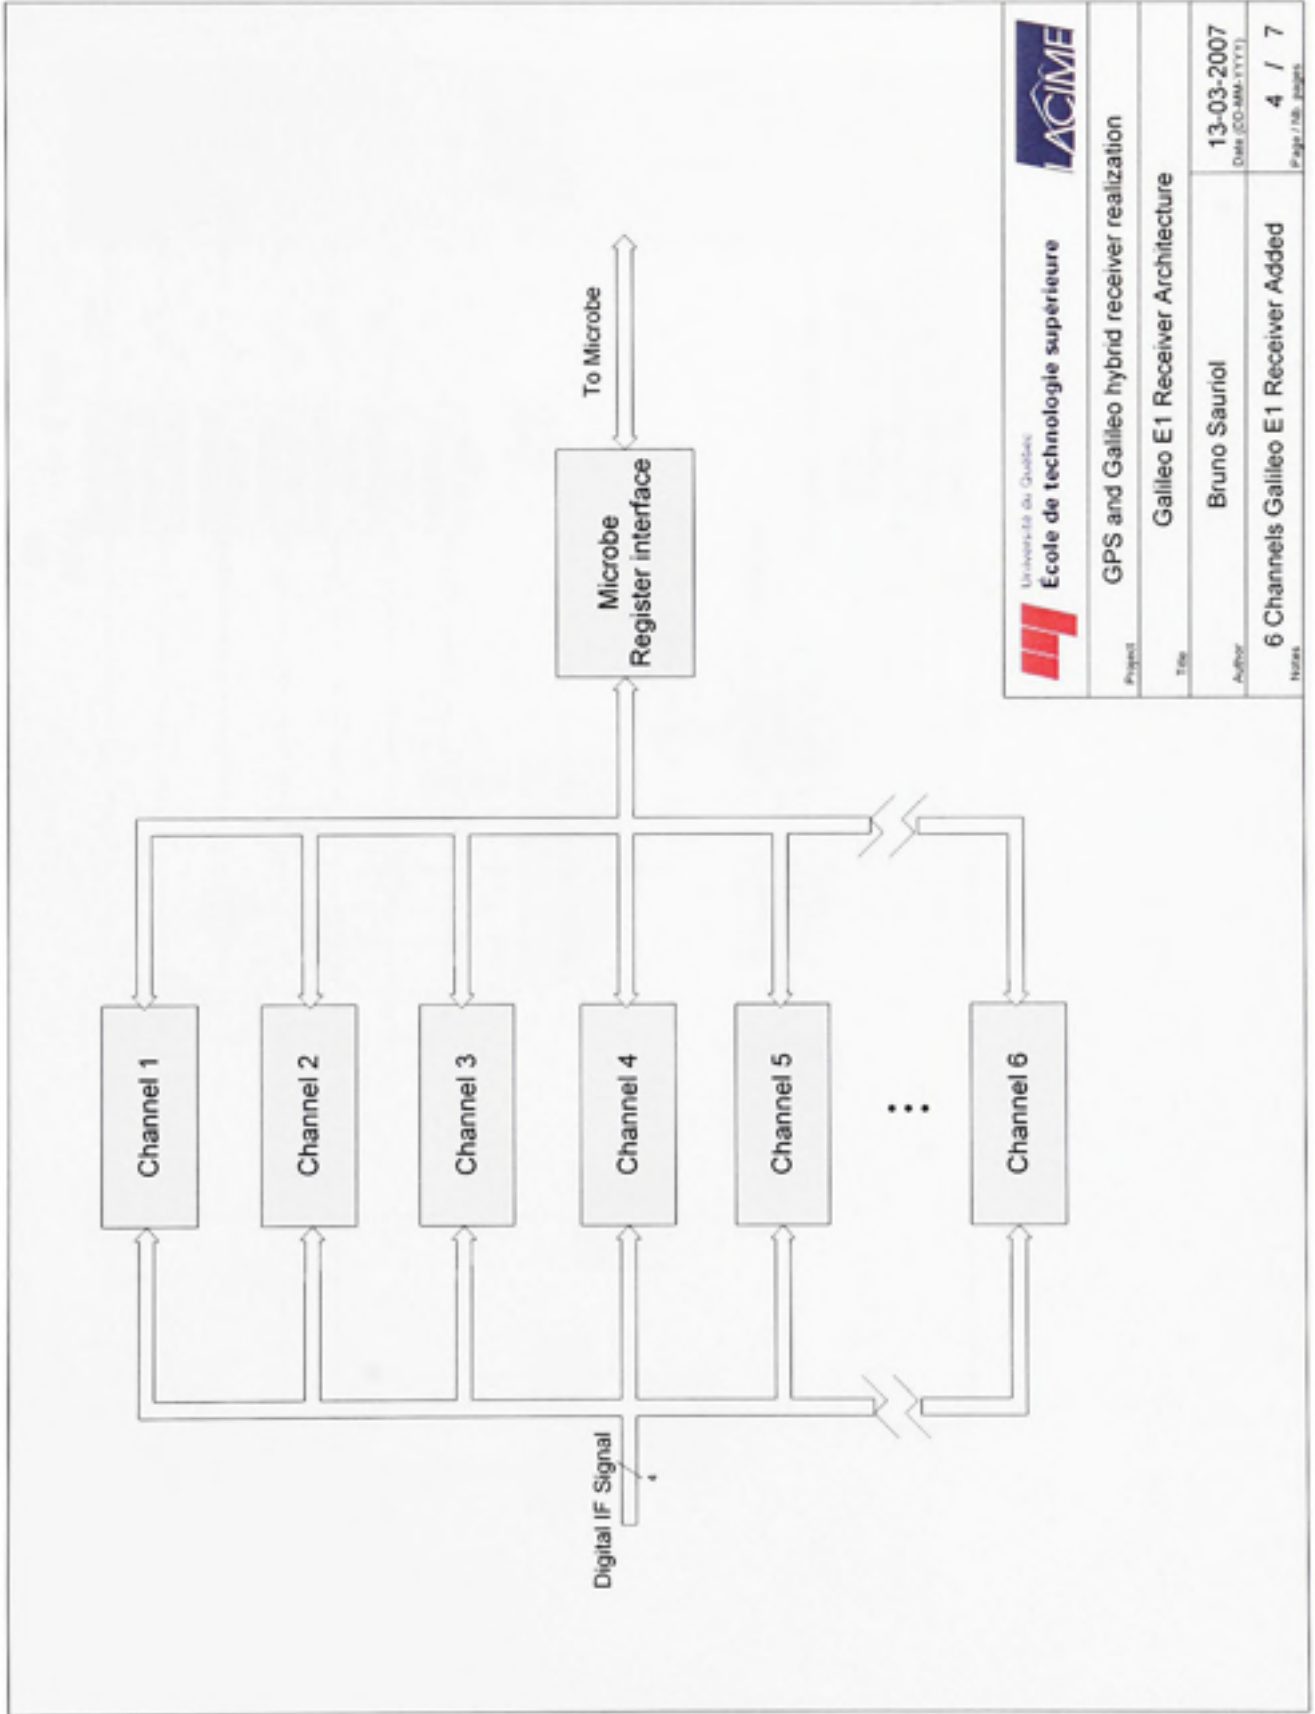 Channel 1
Channel 2
Channel 3
Channel 4
Channel 5
Channel 6
Digital IF Signal
4
Microbe
Register interface
To Microbe
Université du Québec
École de technologie supérieure
LACIME
GPS and Galileo hybrid receiver realization
Project
Galileo E1 Receiver Architecture
Title
Bruno Sauriol
Author
13-03-2007
Date (DD-MM-YYYY)
6 Channels Galileo E1 Receiver Added
Notes
4 / 7
Page / Nb. pages